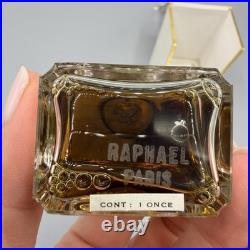 RAPHAEL
PARIS
CONT: 1 ONCE